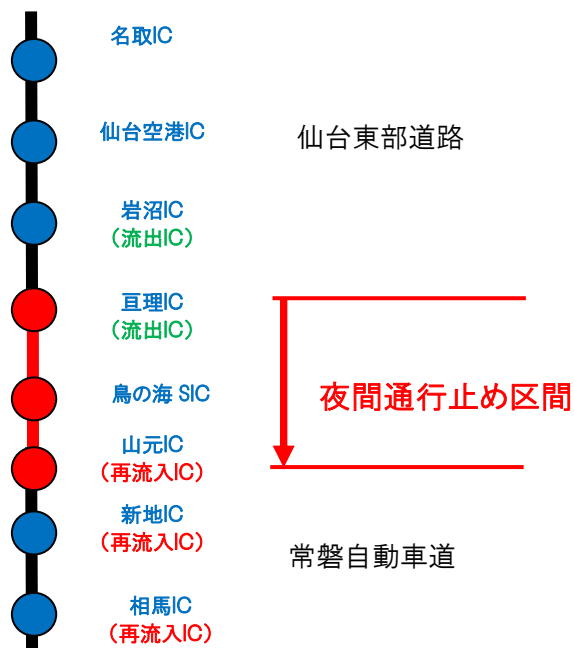 名取IC
仙台空港IC
仙台東部道路
岩沼IC
（流出IC）
亘理IC
（流出IC）
鳥の海 SIC
夜間通行止め区間
山元IC
（再流入IC）
新地IC
（再流入IC）
常磐自動車道
相馬IC
（再流入IC）